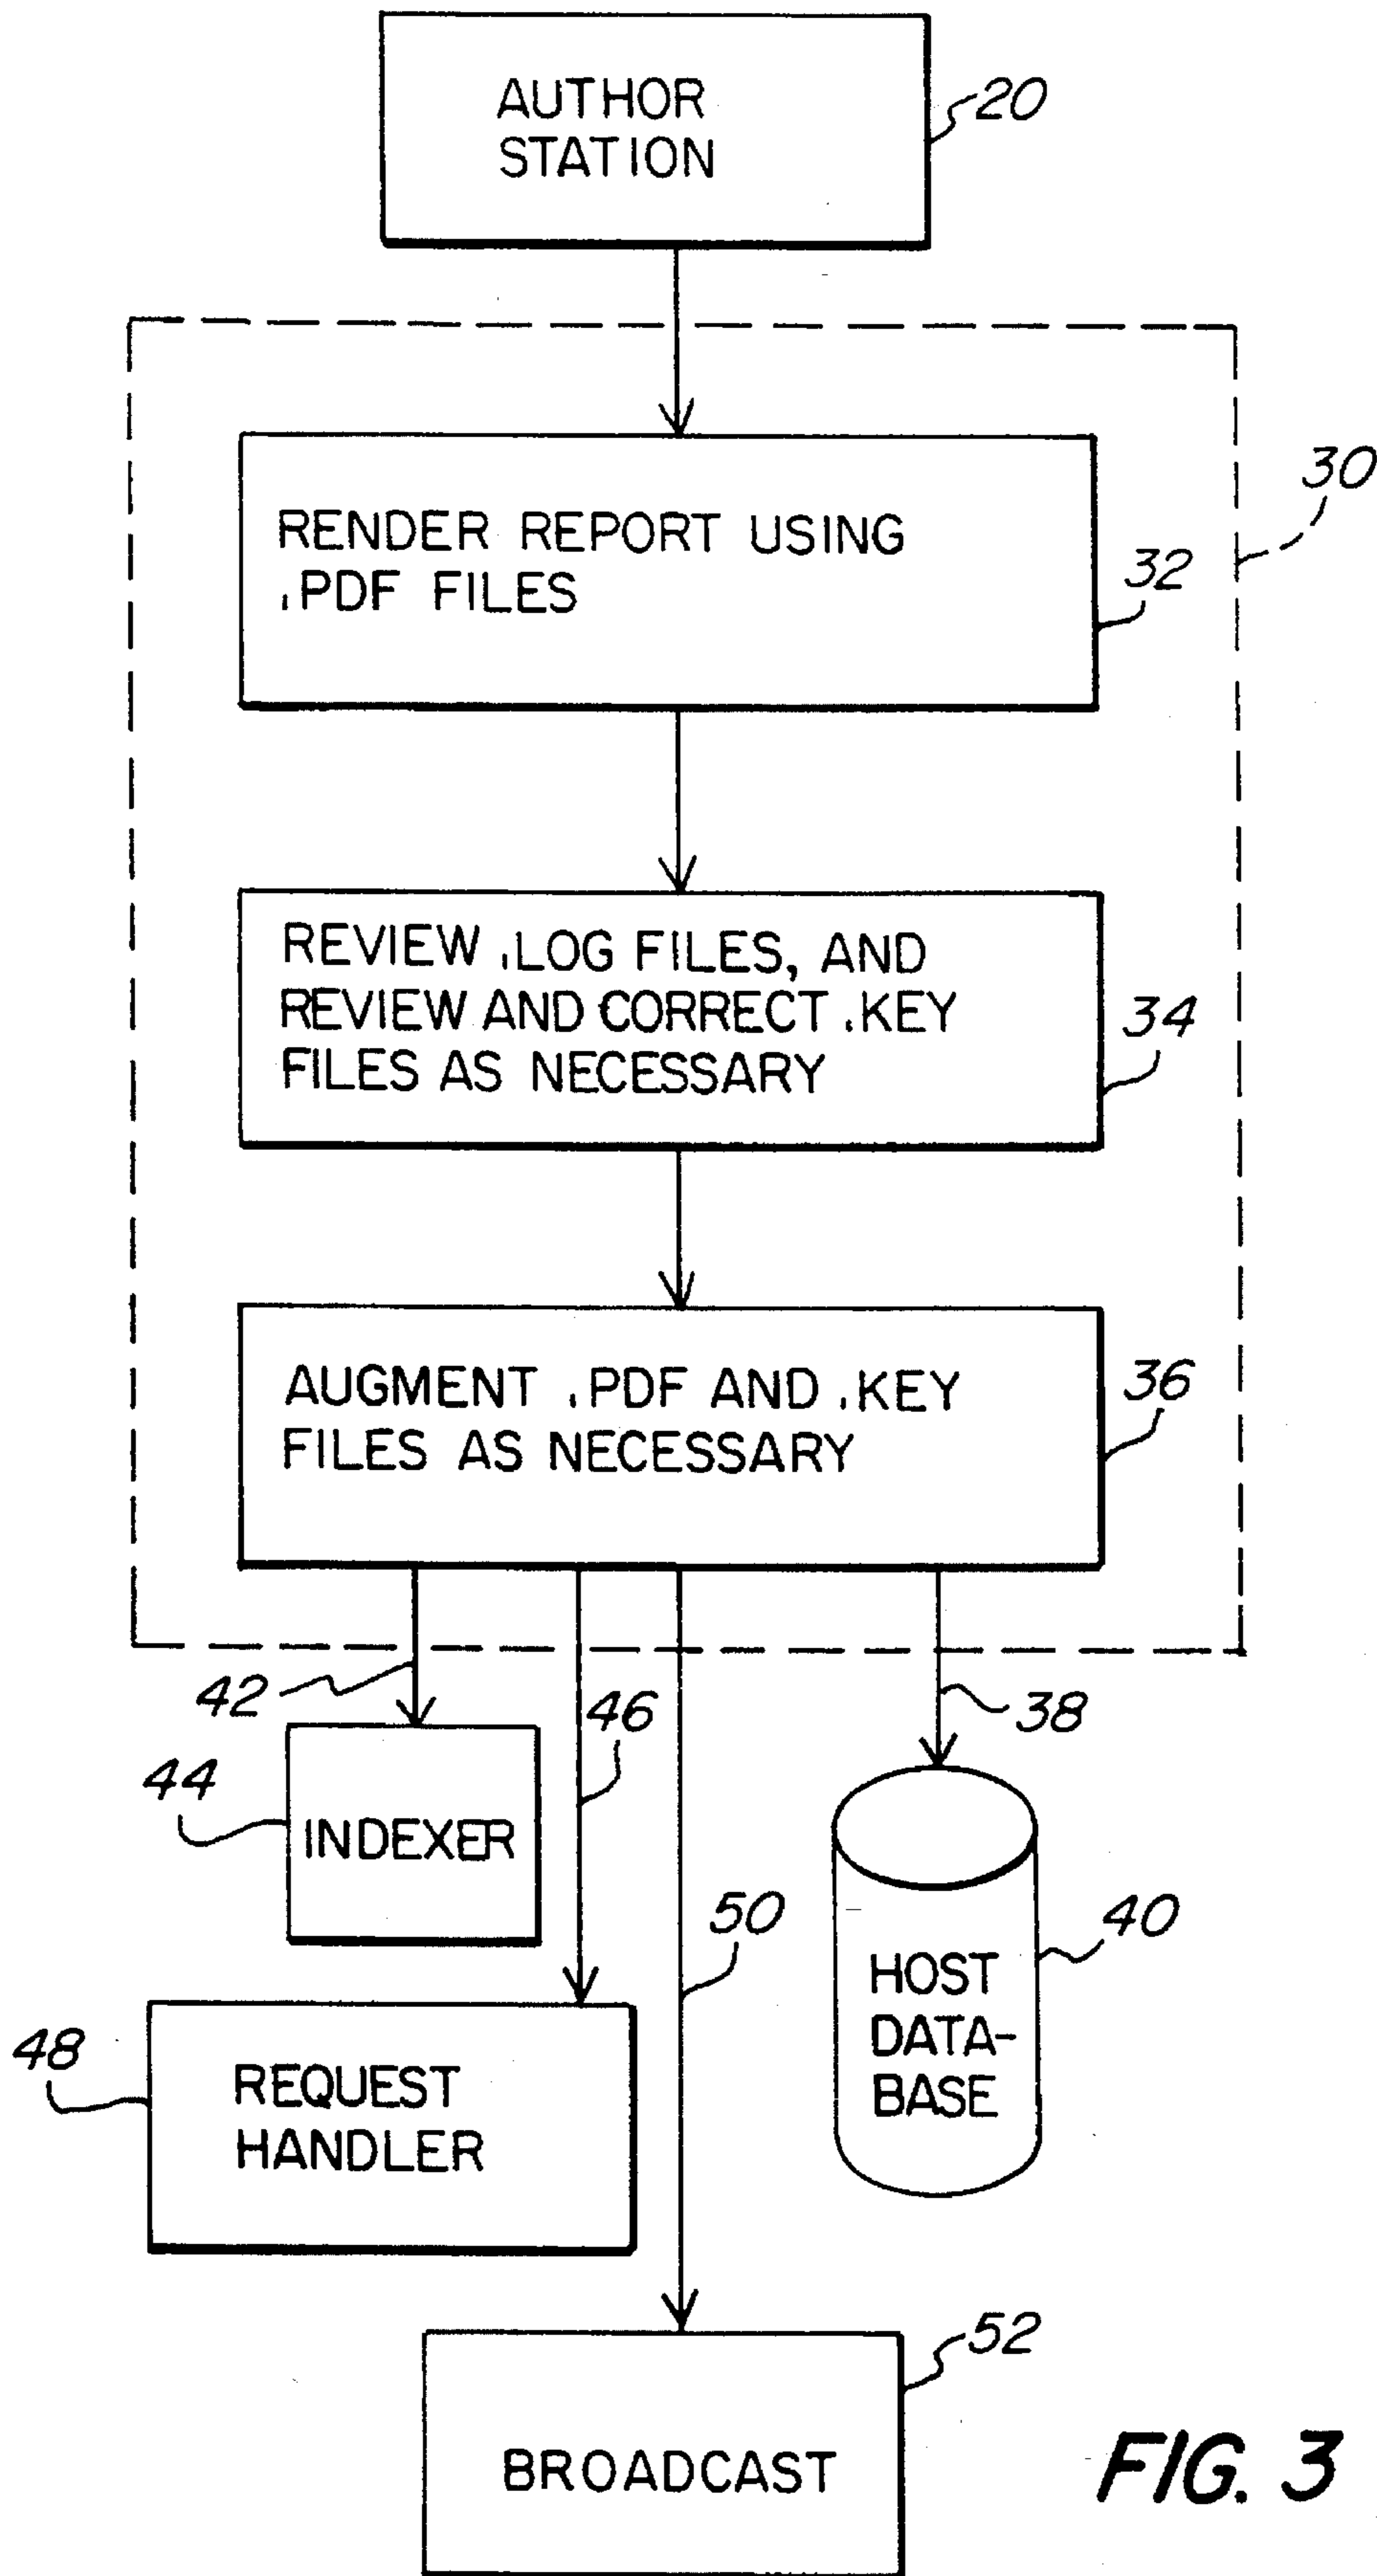 AUTHOR
STATION
20
30
RENDER REPORT USING
.PDF FILES
32
REVIEW .LOG FILES, AND
REVIEW AND CORRECT .KEY
FILES AS NECESSARY
34
AUGMENT .PDF AND .KEY
FILES AS NECESSARY
36
42
46
38
44
INDEXER
50
40
HOST
DATA-
BASE
48
REQUEST
HANDLER
52
BROADCAST
FIG. 3